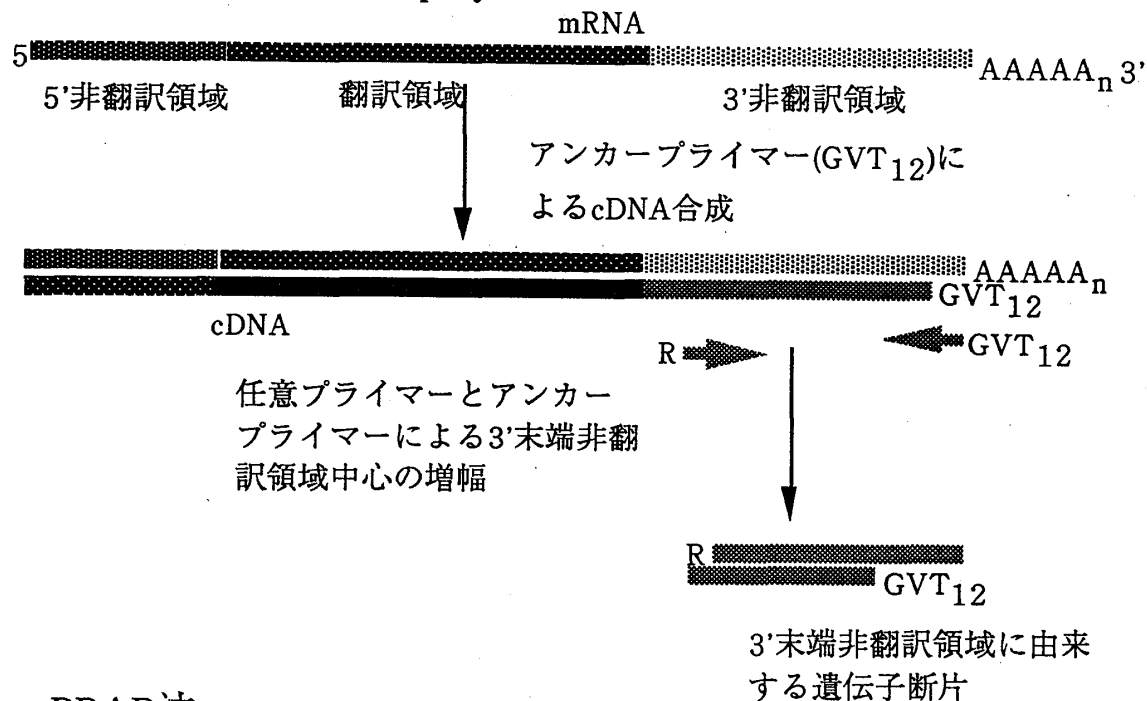 mRNA
5 AAAAAn 3'
5'非翻訳領域 翻訳領域 3'非翻訳領域
アンカープライマー(GVT12)に
よるcDNA合成
AAAAAn
GVT12
cDNA
R GVT12
任意プライマーとアンカー
プライマーによる3'末端非翻
訳領域中心の増幅
R
GVT12
3'末端非翻訳領域に由来
する遺伝子断片